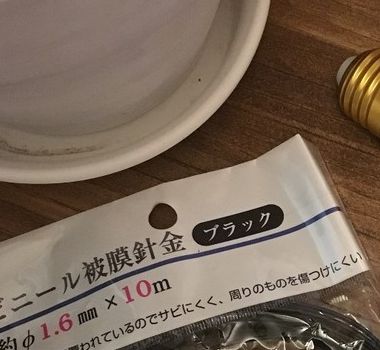 ビニール被膜針金 ブラック
約φ1.6mm×10m
覆われているのでサビにくく、周りのものを傷つけにくい